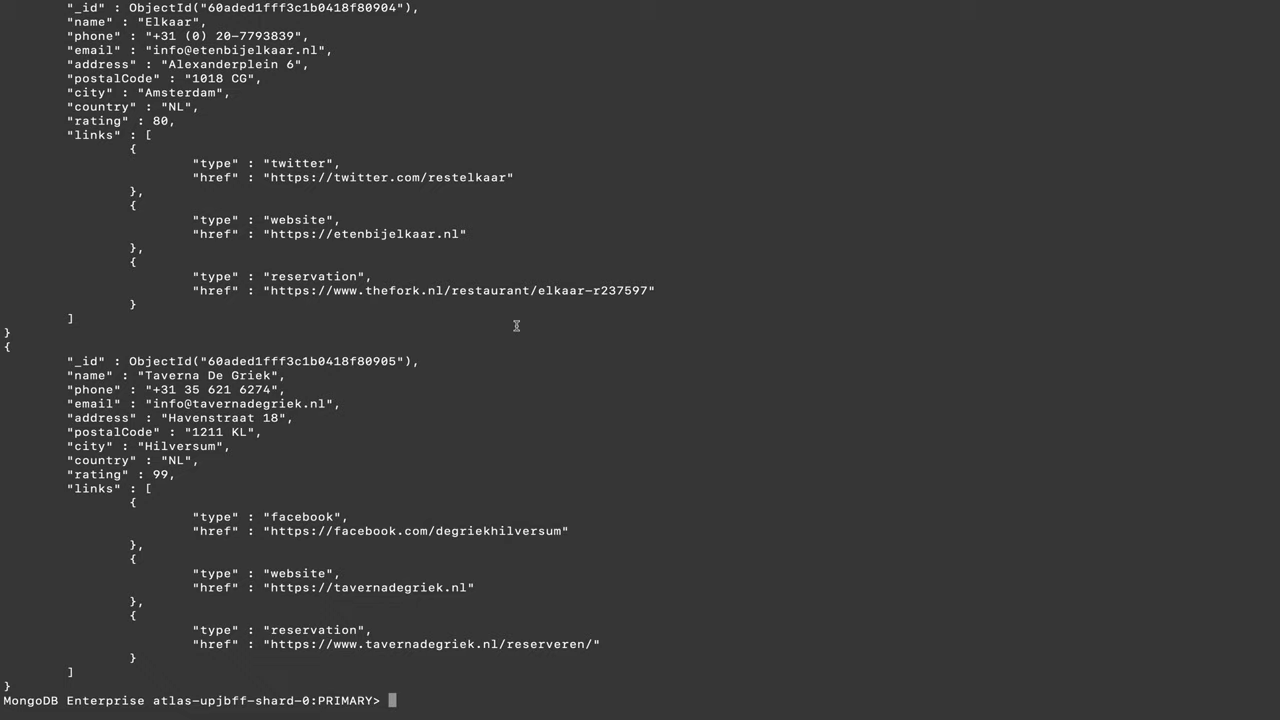 "_id" : ObjectId("60aded1fff3c1b0418f80904"),
"name" : "Elkaar",
"phone" : "+31 (0) 20-7793839",
"email" : "info@etenbijelkaar.nl",
"address" : "Alexanderplein 6",
"postalCode" : "1018 CG",
"city" : "Amsterdam",
"country" : "NL",
"rating" : 80,
"links" : [
{
"type" : "twitter",
"href" : "https://twitter.com/restelkaar"
},
{
"type" : "website",
"href" : "https://etenbijelkaar.nl"
},
{
"type" : "reservation",
"href" : "https://www.thefork.nl/restaurant/elkaar-r237597"
}
]
}
{
"_id" : ObjectId("60aded1fff3c1b0418f80905"),
"name" : "Taverna De Griek",
"phone" : "+31 35 621 6274",
"email" : "info@tavernadegriek.nl",
"address" : "Havenstraat 18",
"postalCode" : "1211 KL",
"city" : "Hilversum",
"country" : "NL",
"rating" : 99,
"links" : [
{
"type" : "facebook",
"href" : "https://facebook.com/degriekhilversum"
},
{
"type" : "website",
"href" : "https://tavernadegriek.nl"
},
{
"type" : "reservation",
"href" : "https://www.tavernadegriek.nl/reserveren/"
}
]
}
MongoDB Enterprise atlas-upjbff-shard-0:PRIMARY>